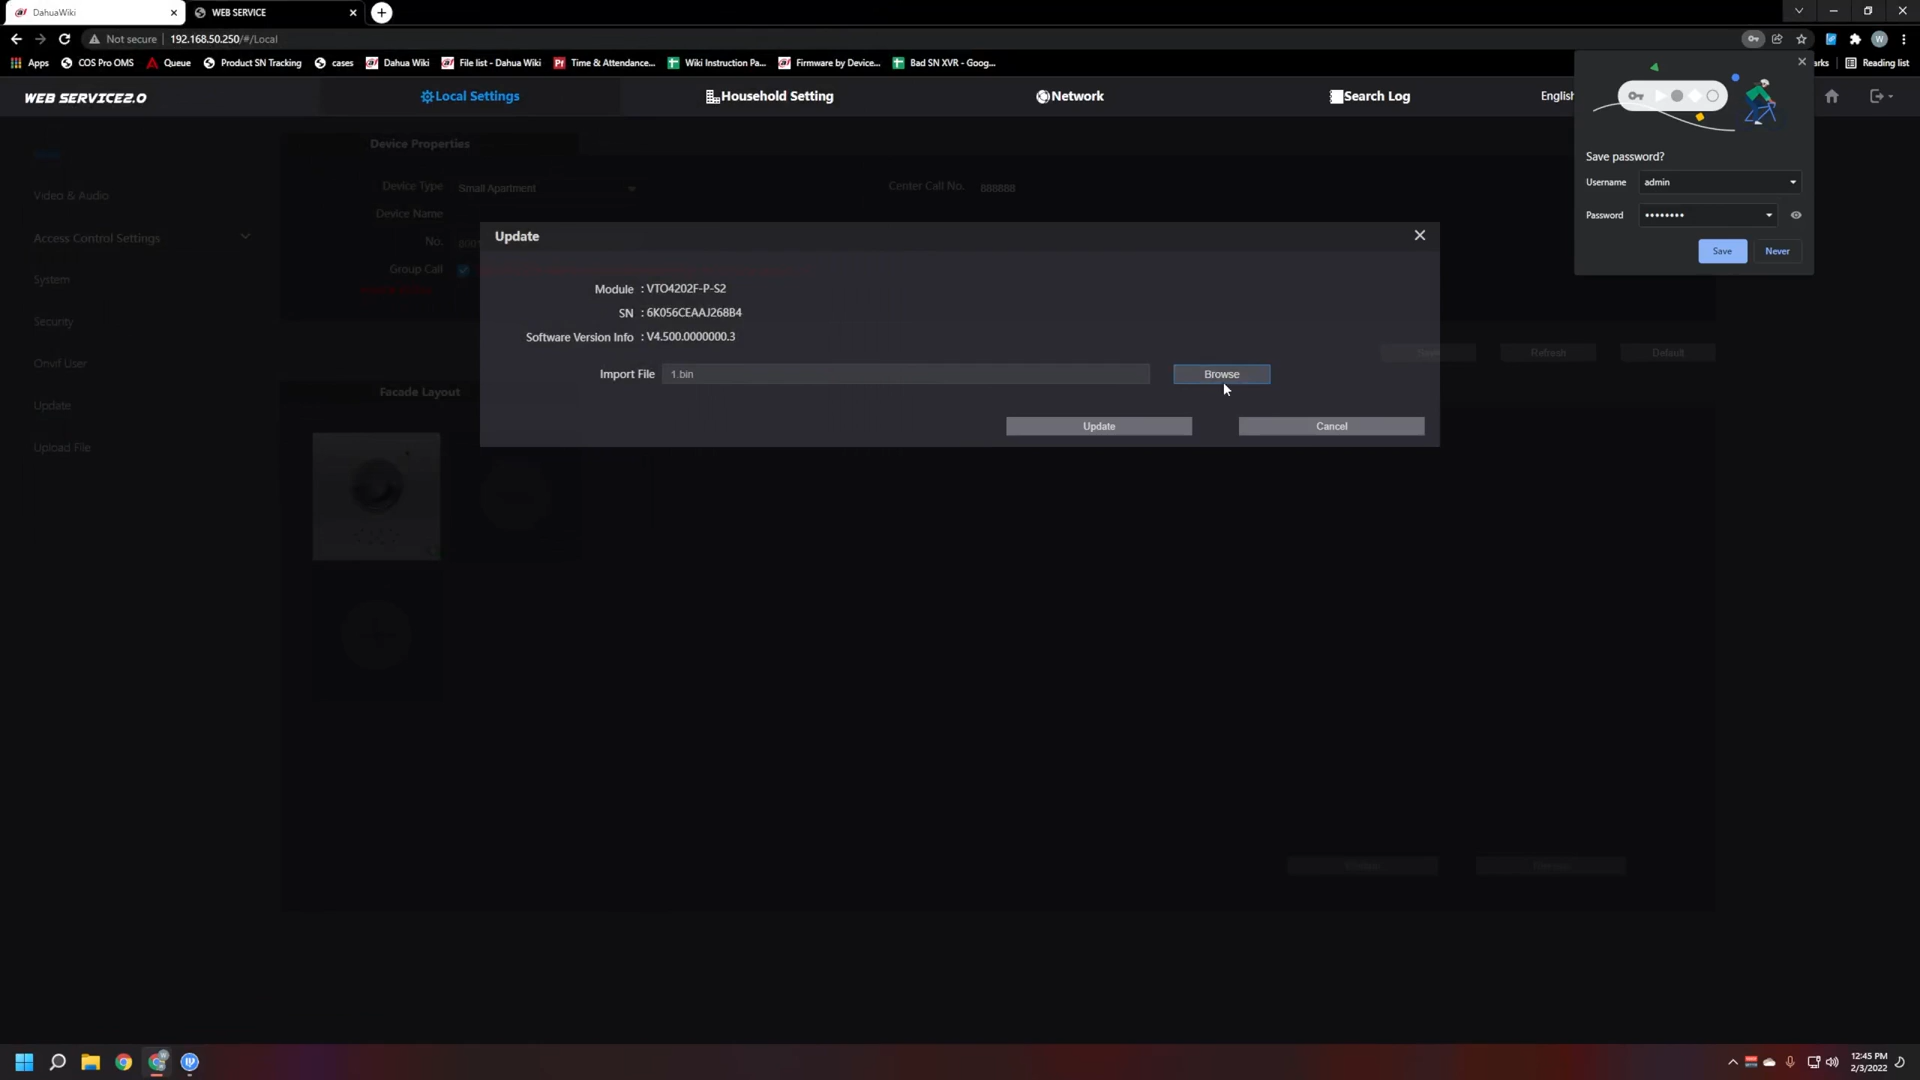 DahuaWiki
WEB SERVICE
Not secure
192.168.50.250/#/Local
Apps
COS Pro OMS
Queue
Product SN Tracking
cases
Dahua Wiki
File list - Dahua Wiki
Time & Attendance...
Wiki Instruction Pa...
Firmware by Device...
Bad SN XVR - Goog...
Reading list
WEB SERVICE2.0
Local Settings
Household Setting
Network
Search Log
English
Save password?
Username
admin
Password
••••••••
Save
Never
Device Properties
Device Type
Small Apartment
Center Call No.
888888
Device Name
No.
Group Call
Video & Audio
Access Control Settings
System
Security
Onvif User
Update
Upload File
Update
Module : VTO4202F-P-S2
SN : 6K056CEAAJ268B4
Software Version Info : V4.500.0000000.3
Import File
1.bin
Browse
Update
Cancel
Refresh
Default
Facade Layout
12:45 PM
2/3/2022